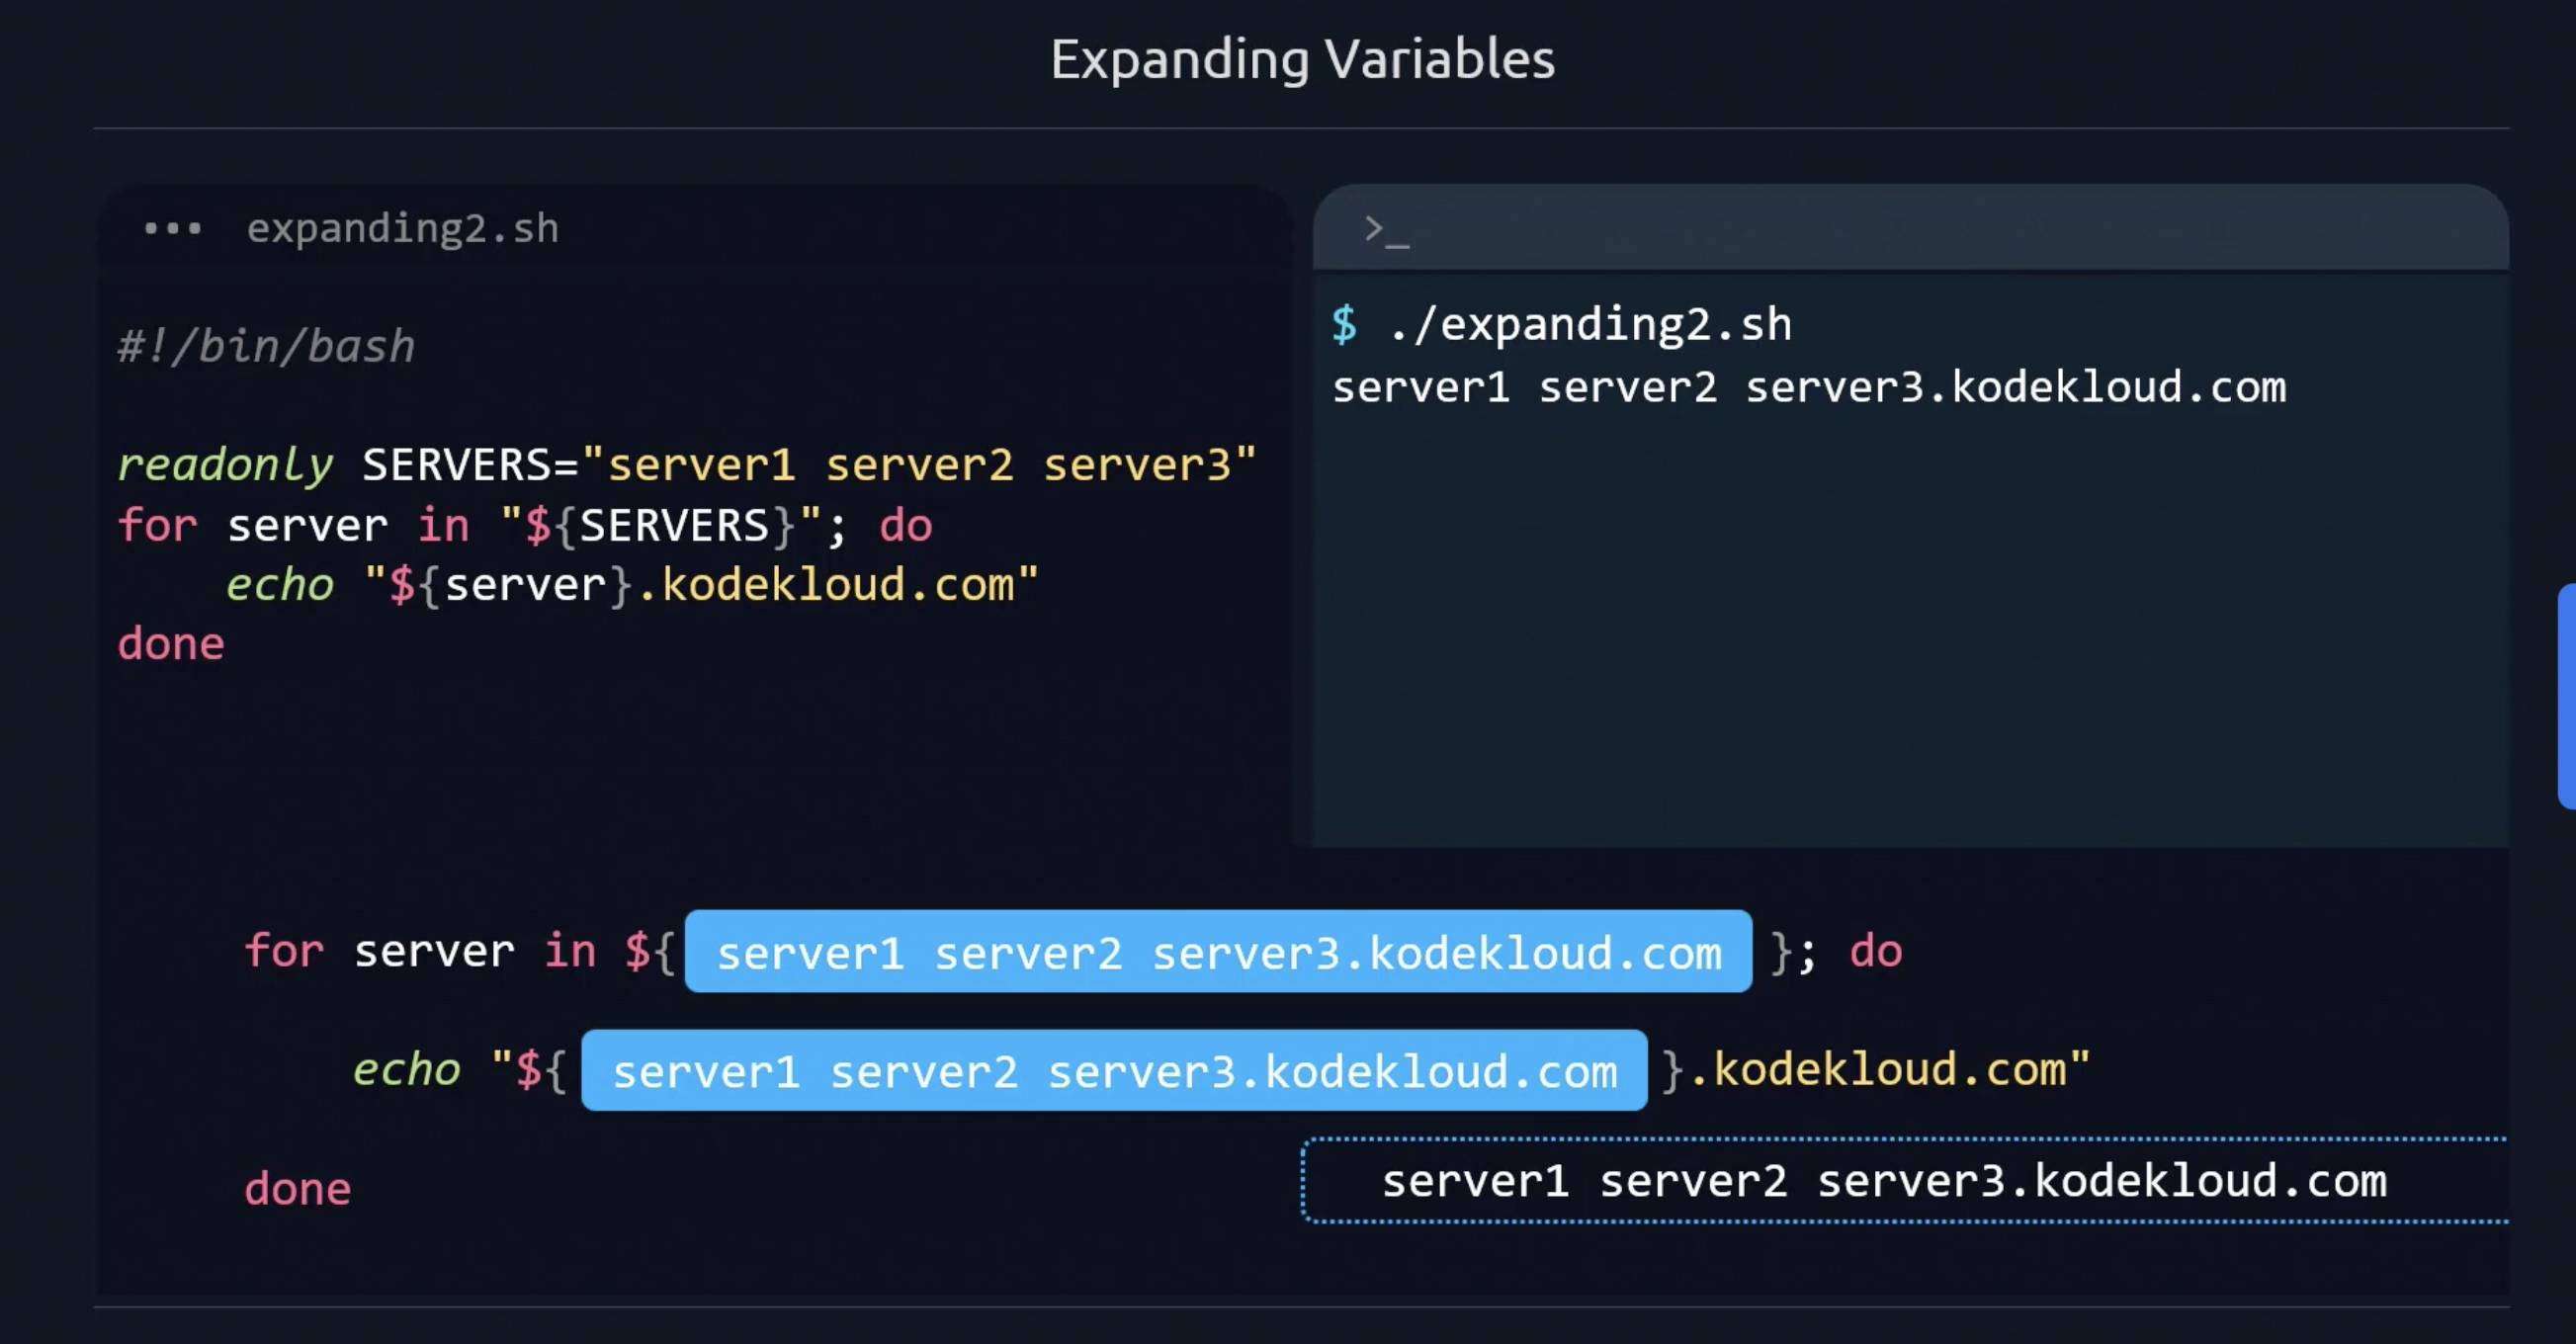 Expanding Variables
••• expanding2.sh
#!/bin/bash
readonly SERVERS="server1 server2 server3"
for server in "${SERVERS}"; do
    echo "${server}.kodekloud.com"
done
>_
$ ./expanding2.sh
server1 server2 server3.kodekloud.com
for server in ${ server1 server2 server3.kodekloud.com }; do
    echo "${ server1 server2 server3.kodekloud.com }.kodekloud.com"
server1 server2 server3.kodekloud.com
done